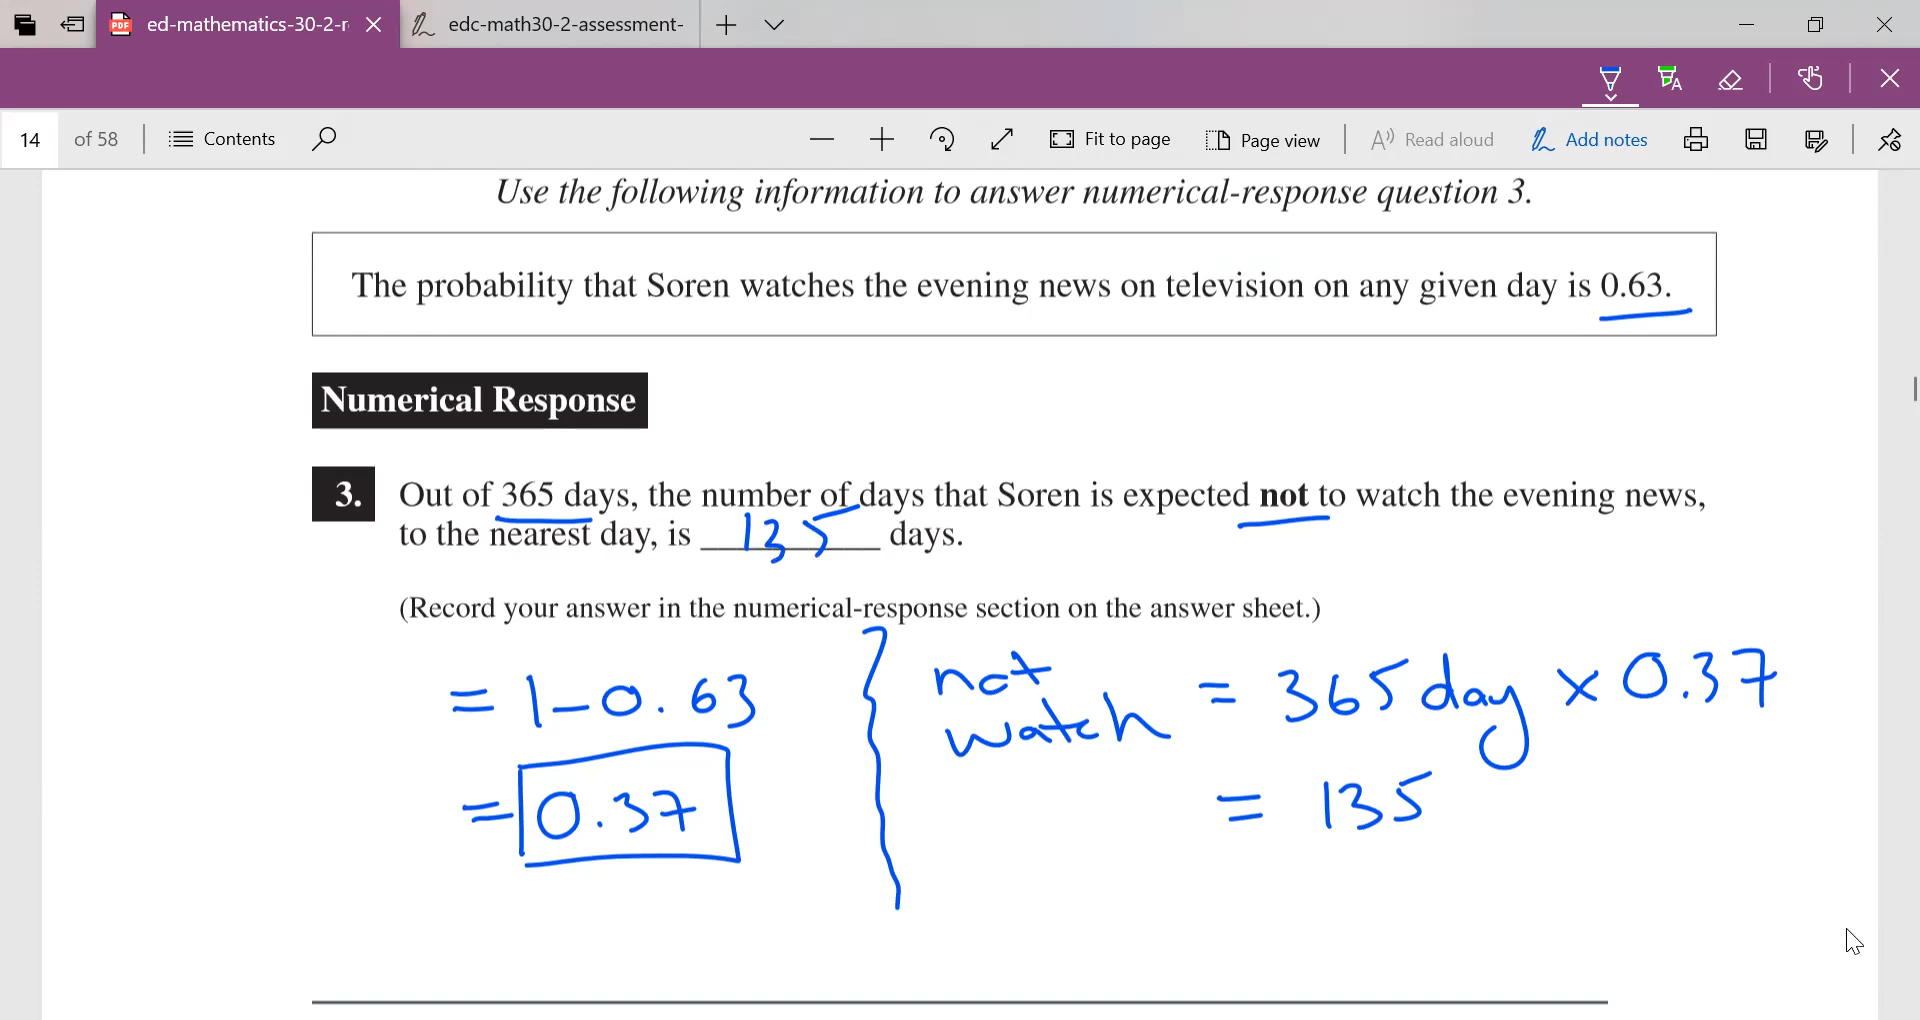 ed-mathematics-30-2-r
edc-math30-2-assessment-
14 of 58 Contents Fit to page Page view Read aloud Add notes
Use the following information to answer numerical-response question 3.
The probability that Soren watches the evening news on television on any given day is 0.63.
Numerical Response
3. Out of 365 days, the number of days that Soren is expected not to watch the evening news,
to the nearest day, is 135 days.
(Record your answer in the numerical-response section on the answer sheet.)
= 1 - 0.63
= 0.37
not watch = 365 day × 0.37
= 135